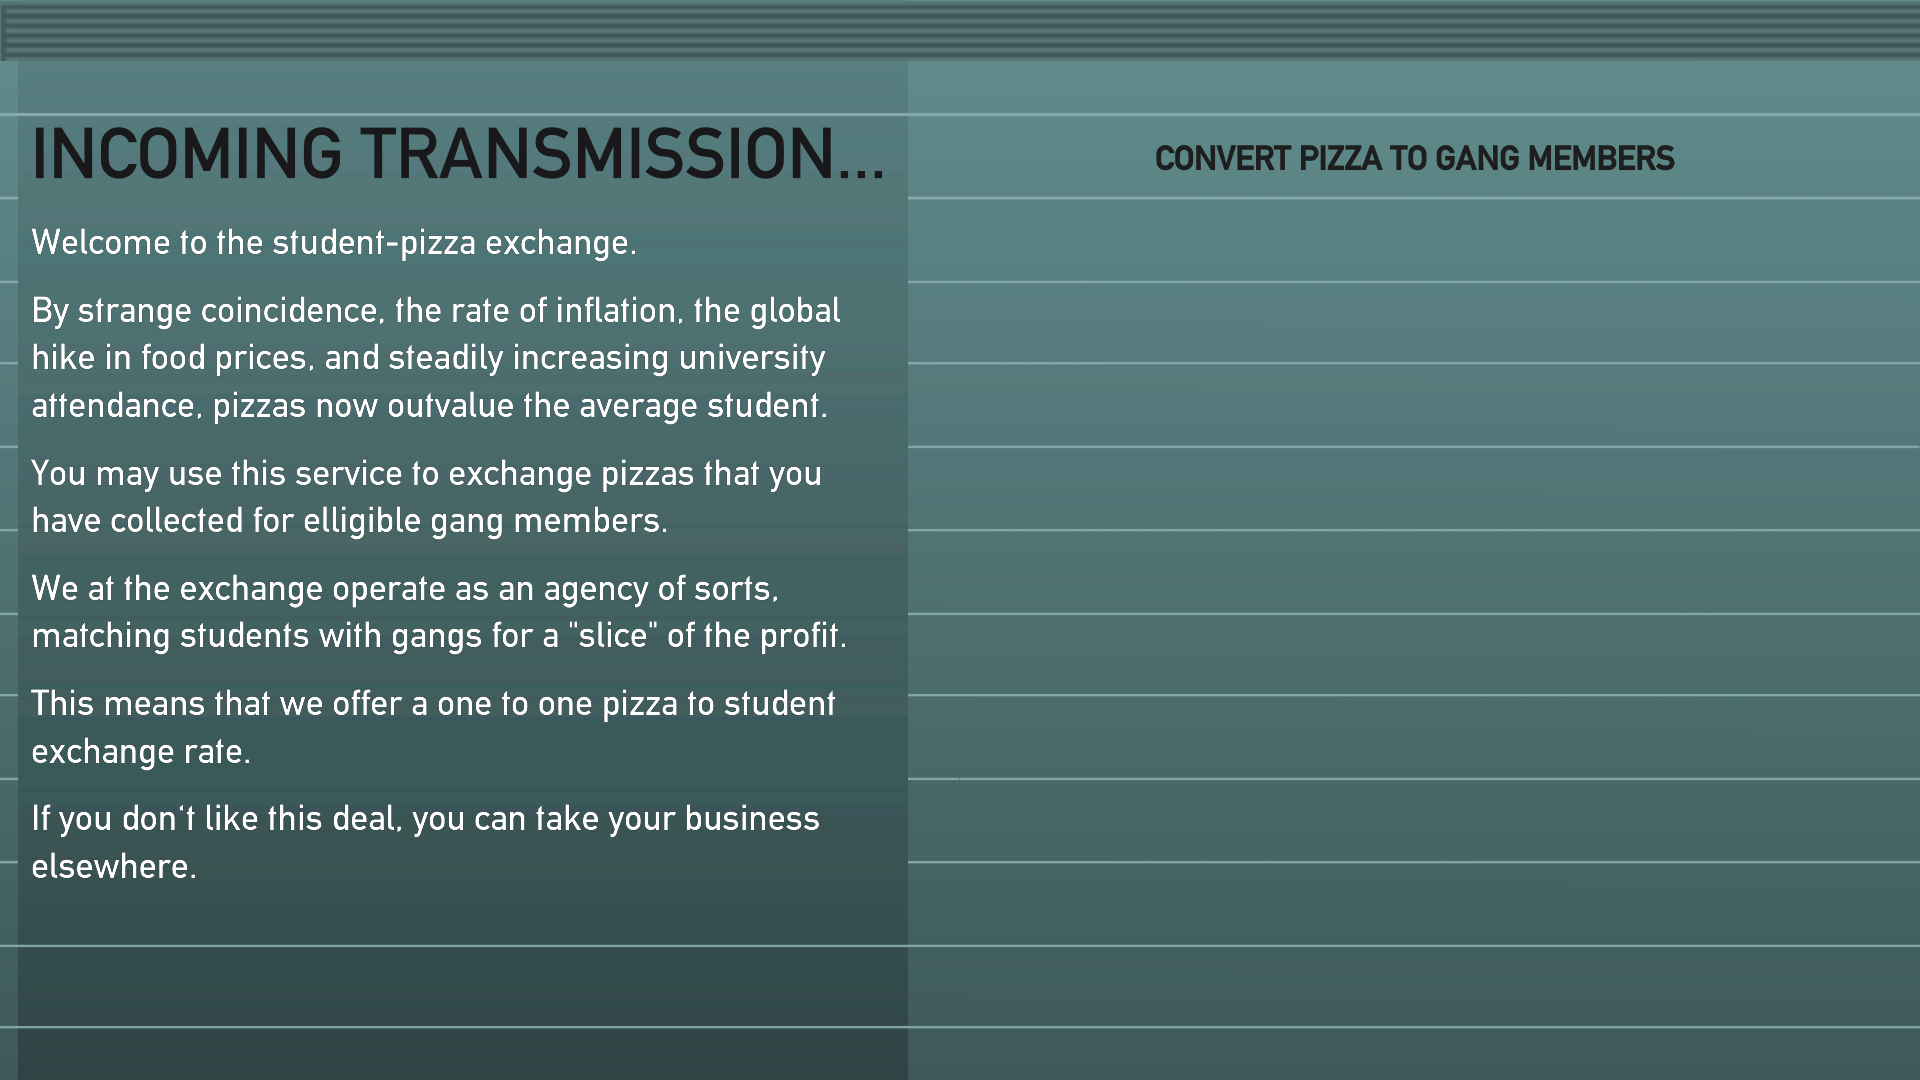 INCOMING TRANSMISSION...
Welcome to the student-pizza exchange.
By strange coincidence, the rate of inflation, the global
hike in food prices, and steadily increasing university
attendance, pizzas now outvalue the average student.
You may use this service to exchange pizzas that you
have collected for elligible gang members.
We at the exchange operate as an agency of sorts,
matching students with gangs for a "slice" of the profit.
This means that we offer a one to one pizza to student
exchange rate.
If you don't like this deal, you can take your business
elsewhere.
CONVERT PIZZA TO GANG MEMBERS